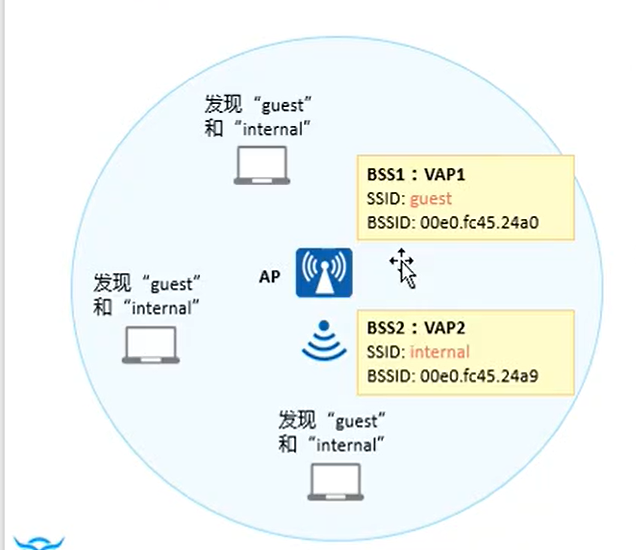 发现“guest”
和“internal”
BSS1：VAP1
SSID: guest
BSSID: 00e0.fc45.24a0
AP
发现“guest”
和“internal”
BSS2：VAP2
SSID: internal
BSSID: 00e0.fc45.24a9
发现“guest”
和“internal”